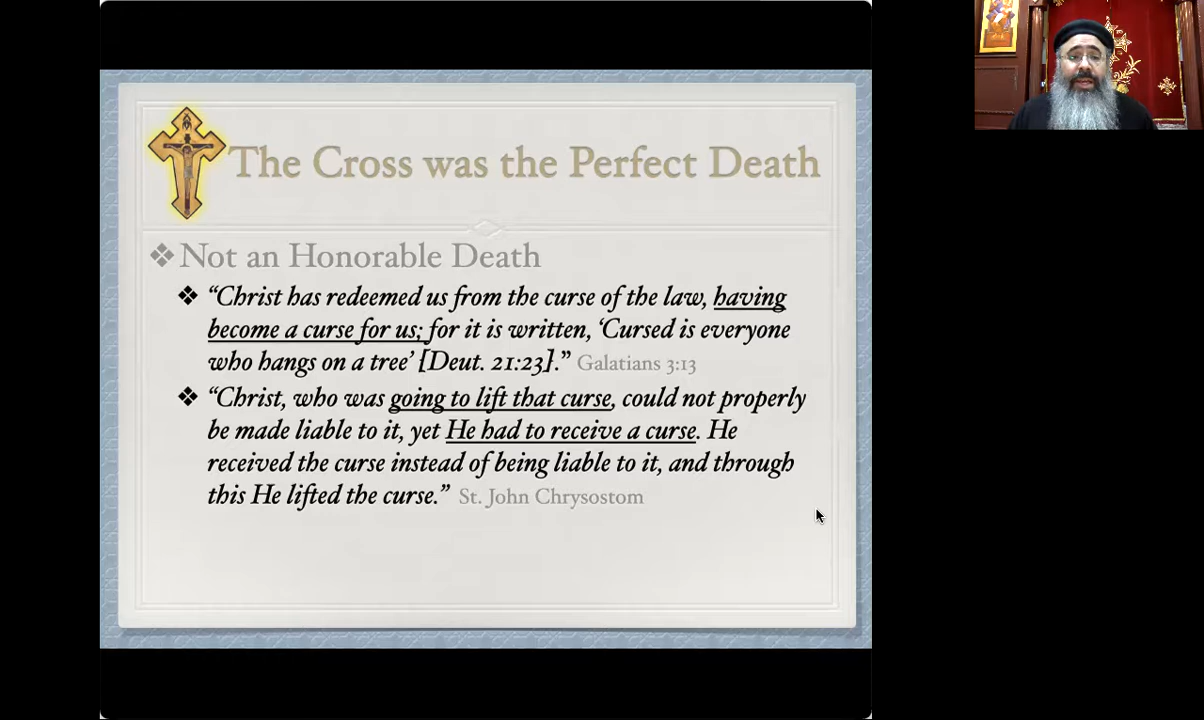 The Cross was the Perfect Death
❖ Not an Honorable Death
❖ “Christ has redeemed us from the curse of the law, having
become a curse for us; for it is written, ‘Cursed is everyone
who hangs on a tree’ [Deut. 21:23].” Galatians 3:13
❖ “Christ, who was going to lift that curse, could not properly
be made liable to it, yet He had to receive a curse. He
received the curse instead of being liable to it, and through
this He lifted the curse.” St. John Chrysostom